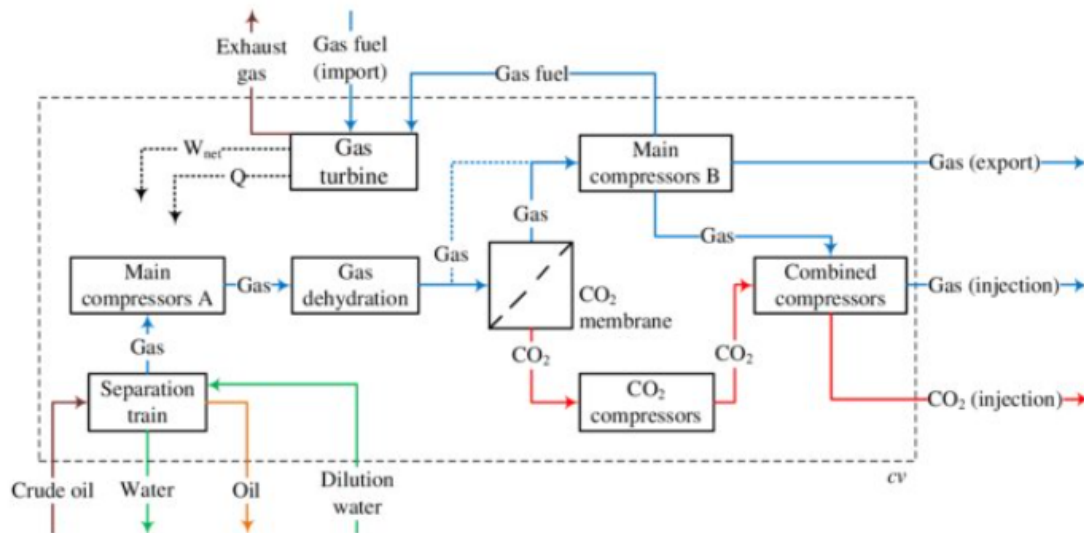 Exhaust
gas
Gas fuel
(import)
Gas fuel
W_net
Q
Gas
turbine
Main
compressors B
Gas (export)
Gas
Gas
Gas
Main
compressors A
Gas
Gas
dehydration
CO₂
membrane
Combined
compressors
Gas (injection)
Gas
CO₂
CO₂
Separation
train
CO₂
compressors
CO₂ (injection)
cv
Crude oil
Water
Oil
Dilution
water